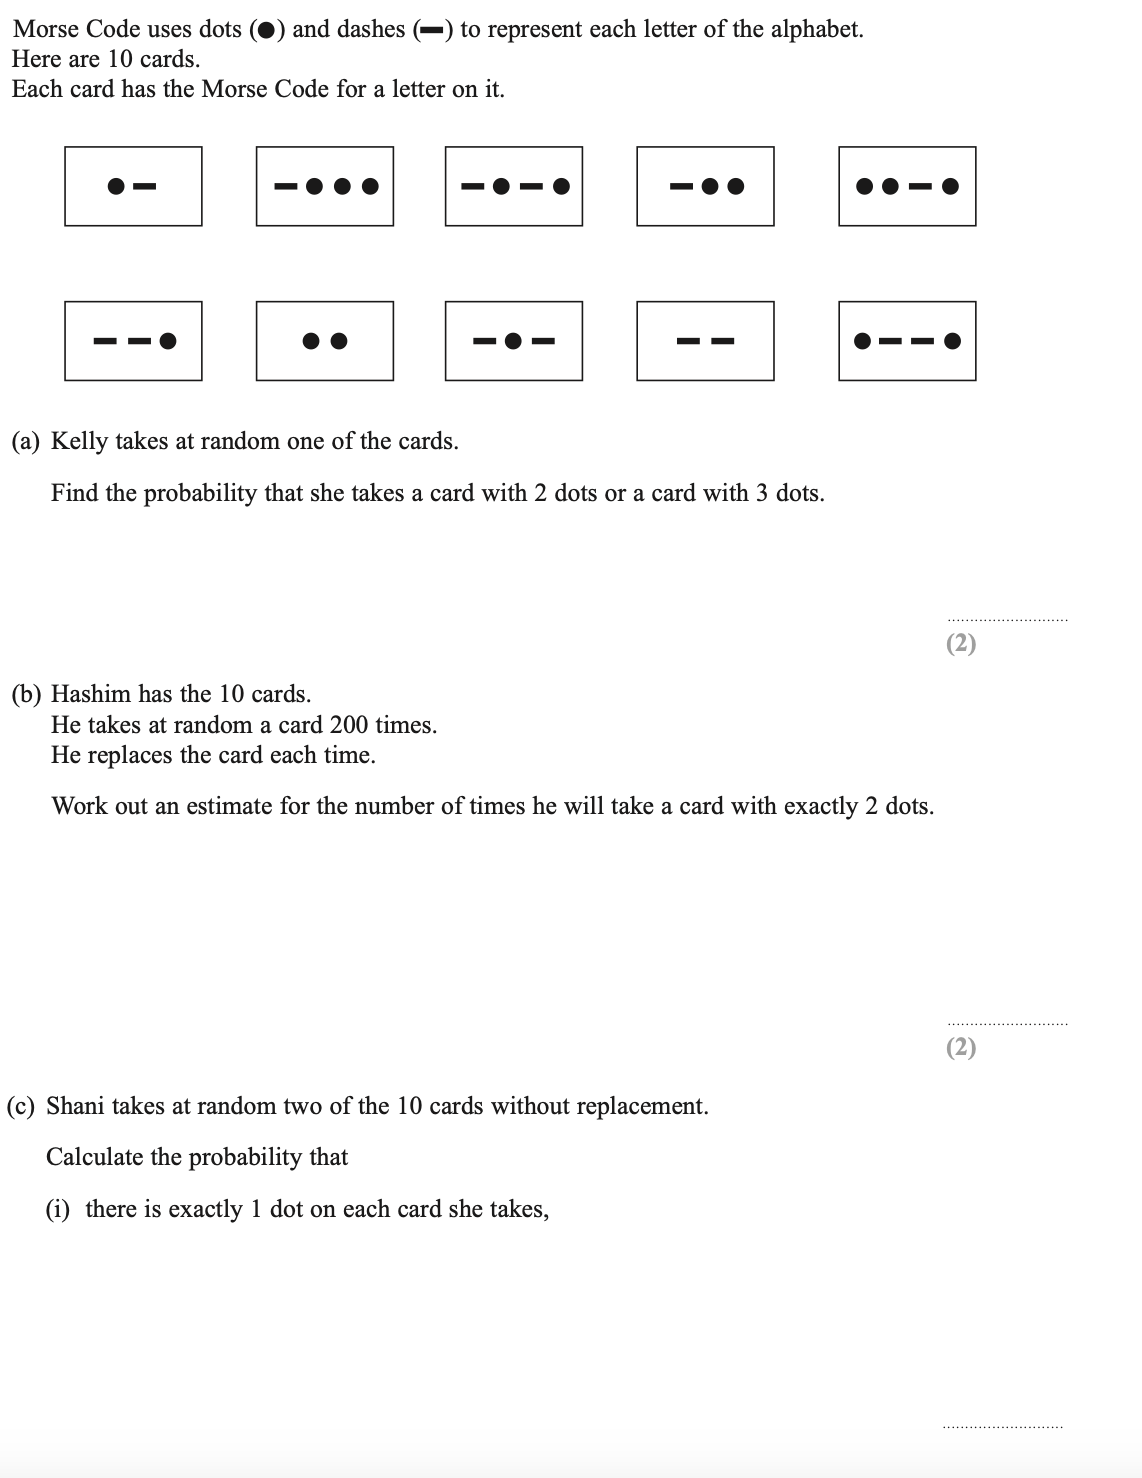 Morse Code uses dots (●) and dashes (▬) to represent each letter of the alphabet.
Here are 10 cards.
Each card has the Morse Code for a letter on it.
●▬
▬●●●
▬●▬●
▬●●
●●▬●
▬▬●
●●
▬●▬
▬▬
●▬▬●
(a) Kelly takes at random one of the cards.
Find the probability that she takes a card with 2 dots or a card with 3 dots.
...........................
(2)
(b) Hashim has the 10 cards.
He takes at random a card 200 times.
He replaces the card each time.
Work out an estimate for the number of times he will take a card with exactly 2 dots.
...........................
(2)
(c) Shani takes at random two of the 10 cards without replacement.
Calculate the probability that
(i) there is exactly 1 dot on each card she takes,
...........................